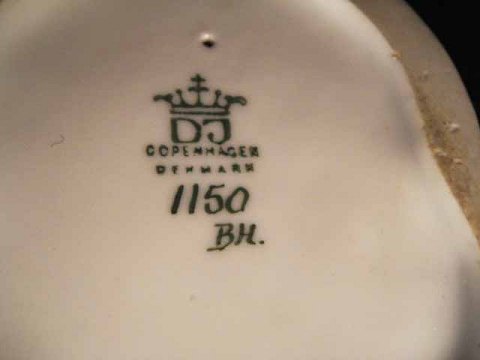 DJ
COPENHAGEN
DENMARK
1150
BH.